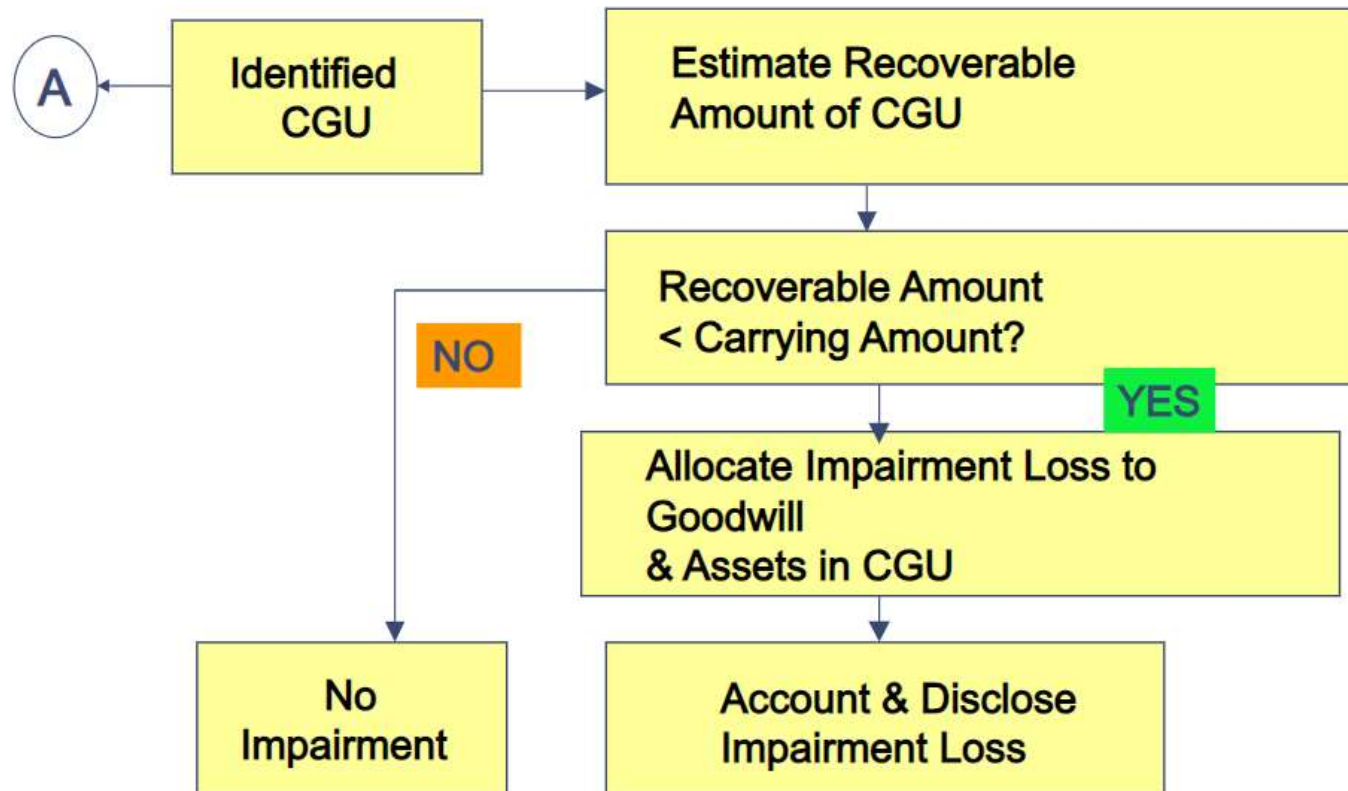 A
Identified
CGU
Estimate Recoverable
Amount of CGU
Recoverable Amount
< Carrying Amount?
NO
YES
Allocate Impairment Loss to
Goodwill
& Assets in CGU
No
Impairment
Account & Disclose
Impairment Loss